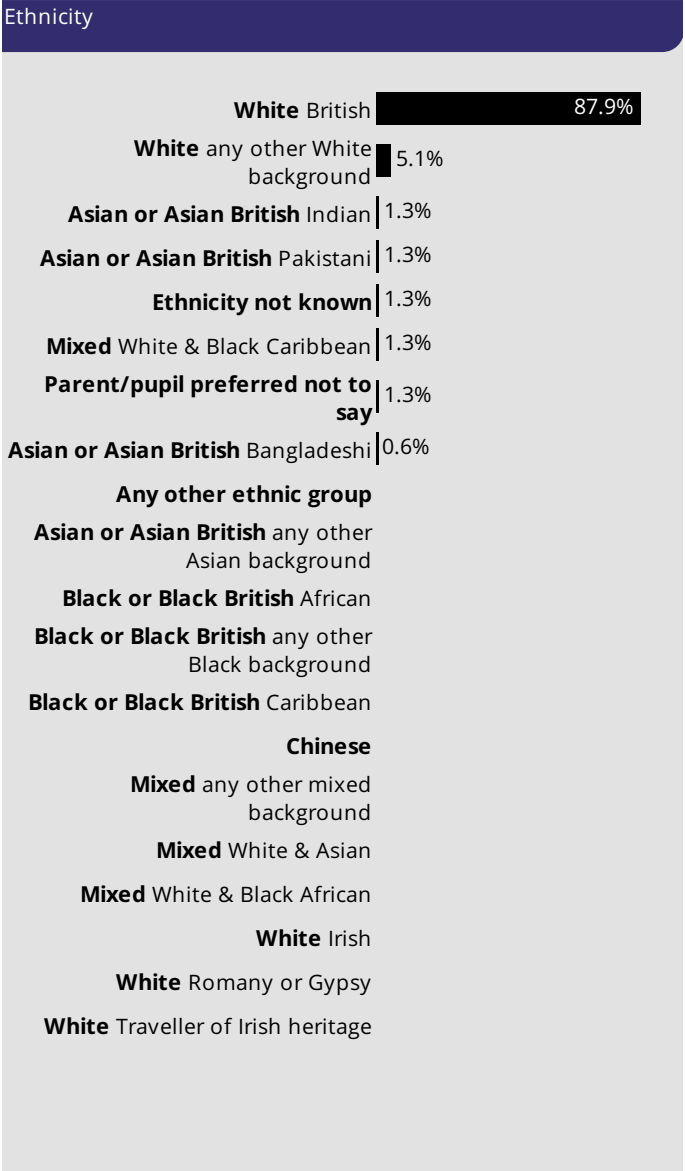 Ethnicity
White British 87.9%
White any other White
background 5.1%
Asian or Asian British Indian 1.3%
Asian or Asian British Pakistani 1.3%
Ethnicity not known 1.3%
Mixed White & Black Caribbean 1.3%
Parent/pupil preferred not to
say 1.3%
Asian or Asian British Bangladeshi 0.6%
Any other ethnic group
Asian or Asian British any other
Asian background
Black or Black British African
Black or Black British any other
Black background
Black or Black British Caribbean
Chinese
Mixed any other mixed
background
Mixed White & Asian
Mixed White & Black African
White Irish
White Romany or Gypsy
White Traveller of Irish heritage